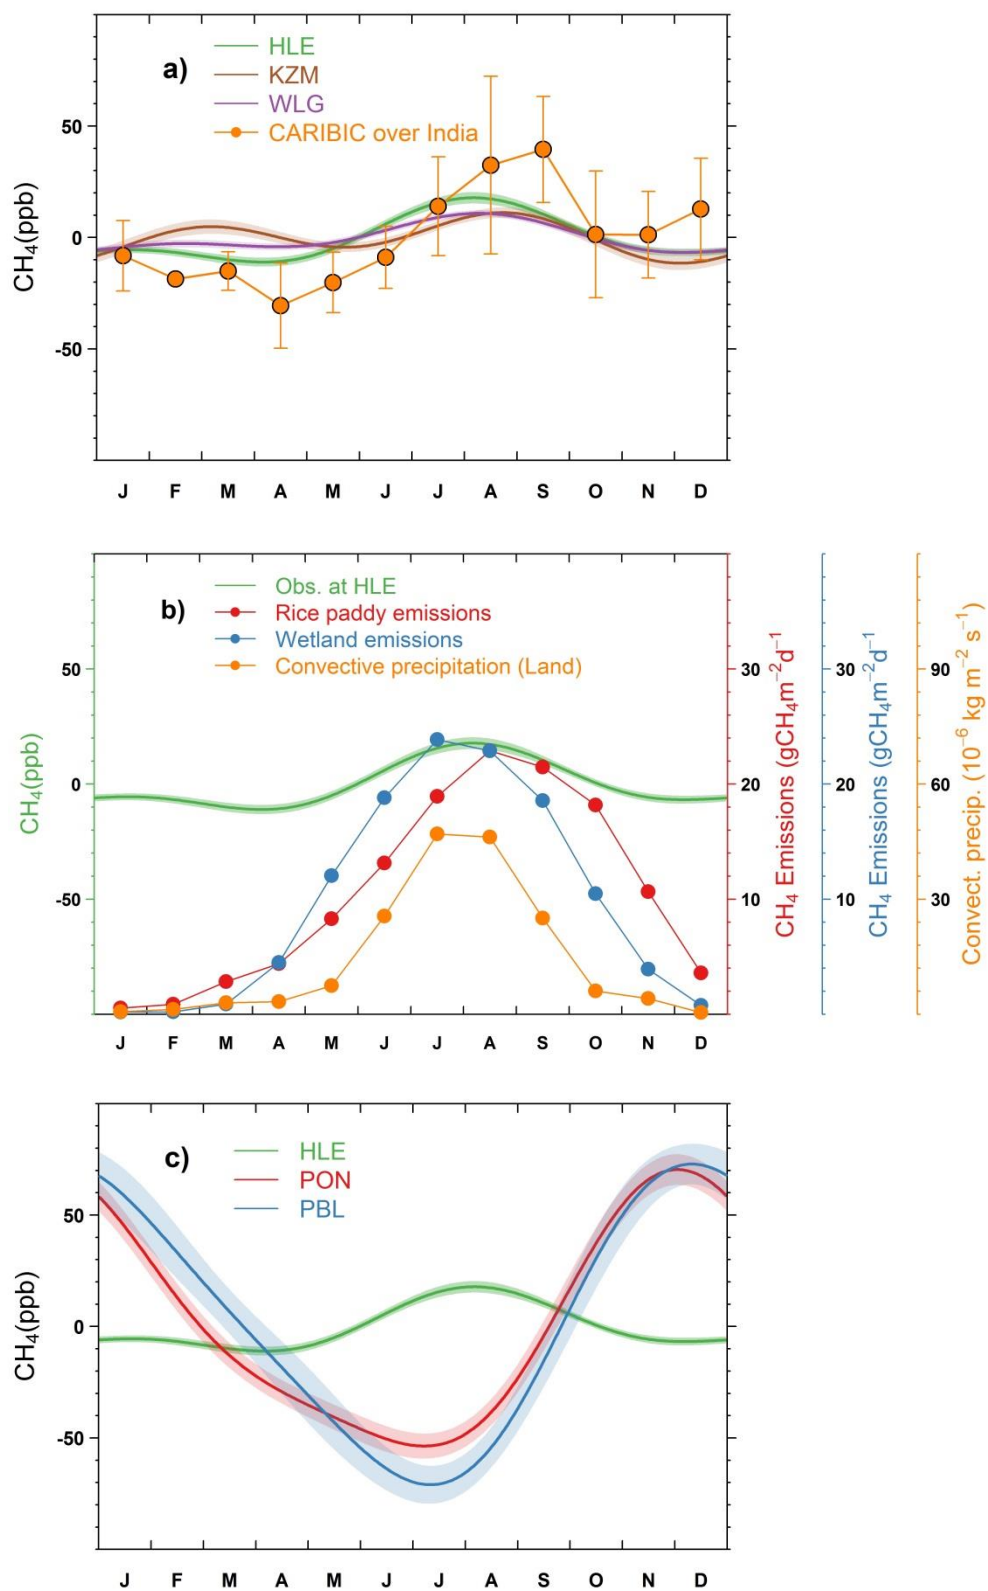 a)
HLE
KZM
WLG
CARIBIC over India
CH₄(ppb)
50
0
-50
J F M A M J J A S O N D
b)
Obs. at HLE
Rice paddy emissions
Wetland emissions
Convective precipitation (Land)
CH₄(ppb)
50
0
-50
30
20
10
CH₄ Emissions (gCH₄m⁻²d⁻¹
30
20
10
CH₄ Emissions (gCH₄m⁻²d⁻¹
90
60
30
Convect. precip. (10⁻⁶ kg m⁻² s⁻¹)
J F M A M J J A S O N D
c)
HLE
PON
PBL
CH₄(ppb)
50
0
-50
J F M A M J J A S O N D